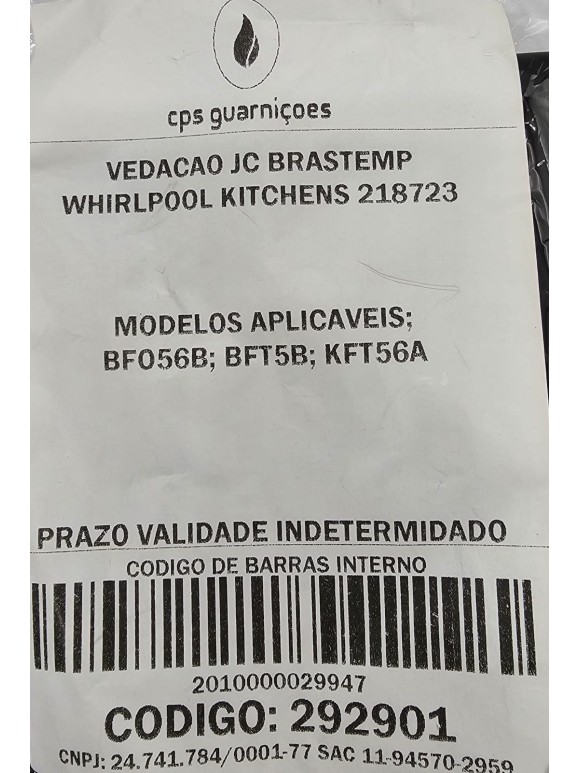 cps guarniçoes
VEDACAO JC BRASTEMP
WHIRLPOOL KITCHENS 218723
MODELOS APLICAVEIS;
BFO56B; BFT5B; KFT56A
PRAZO VALIDADE INDETERMIDADO
CODIGO DE BARRAS INTERNO
2010000029947
CODIGO: 292901
CNPJ: 24.741.784/0001-77 SAC 11-94570-2959